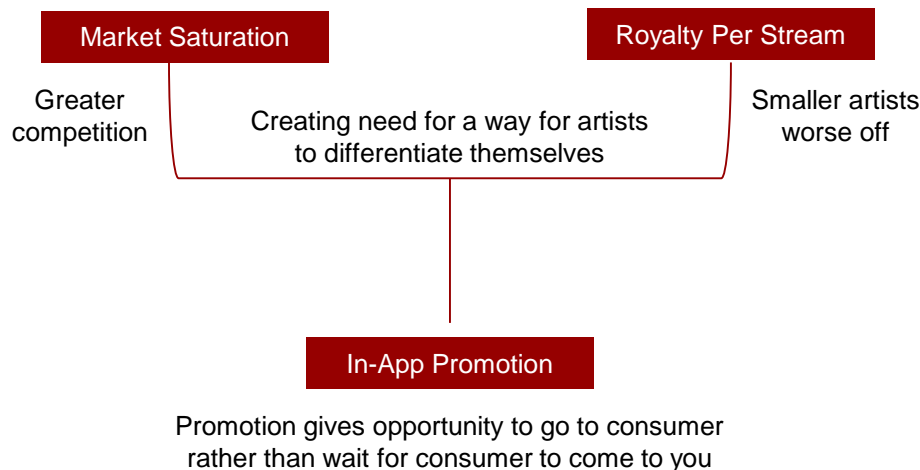 Market Saturation
Royalty Per Stream
Greater
competition
Creating need for a way for artists
to differentiate themselves
Smaller artists
worse off
In-App Promotion
Promotion gives opportunity to go to consumer
rather than wait for consumer to come to you